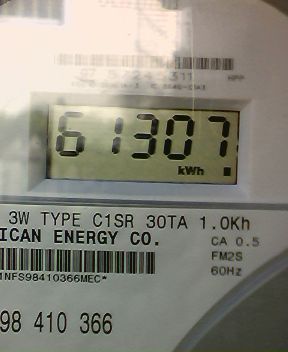 61307
kWh
3W TYPE C1SR 30TA 1.0Kh
ICAN ENERGY CO.
CA 0.5
FM2S
60Hz
1NFS98410366MEC*
98 410 366